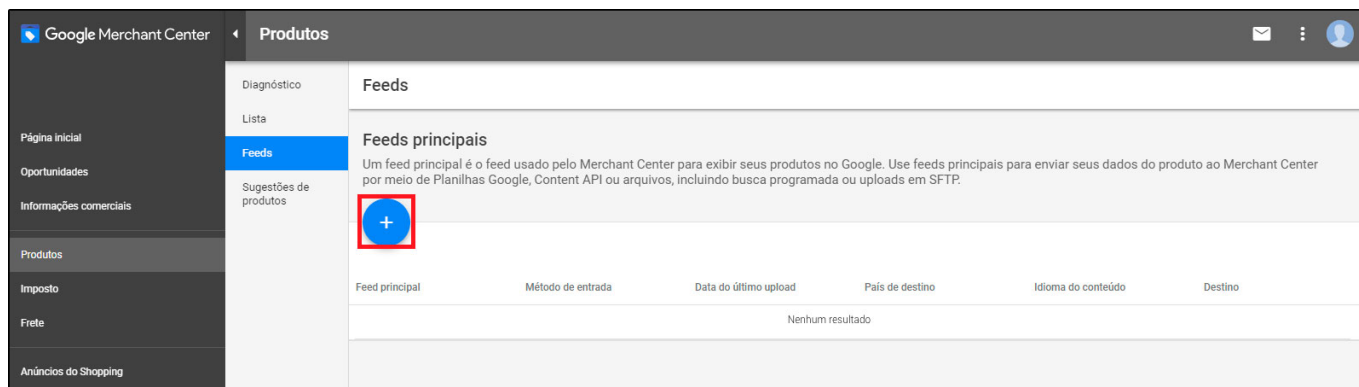 Google Merchant Center
Produtos
Página inicial
Oportunidades
Informações comerciais
Produtos
Imposto
Frete
Anúncios do Shopping
Diagnóstico
Lista
Feeds
Sugestões de
produtos
Feeds
Feeds principais
Um feed principal é o feed usado pelo Merchant Center para exibir seus produtos no Google. Use feeds principais para enviar seus dados do produto ao Merchant Center
por meio de Planilhas Google, Content API ou arquivos, incluindo busca programada ou uploads em SFTP.
+
Feed principal Método de entrada Data do último upload País de destino Idioma do conteúdo Destino
Nenhum resultado